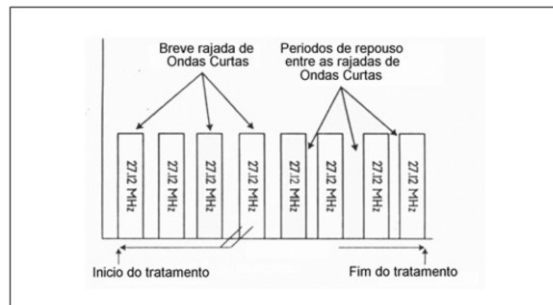 Breve rajada de
Ondas Curtas
Periodos de repouso
entre as rajadas de
Ondas Curtas
27.12 MHz
27.12 MHz
27.12 MHz
27.12 MHz
27.12 MHz
27.12 MHz
27.12 MHz
27.12 MHz
Inicio do tratamento
Fim do tratamento